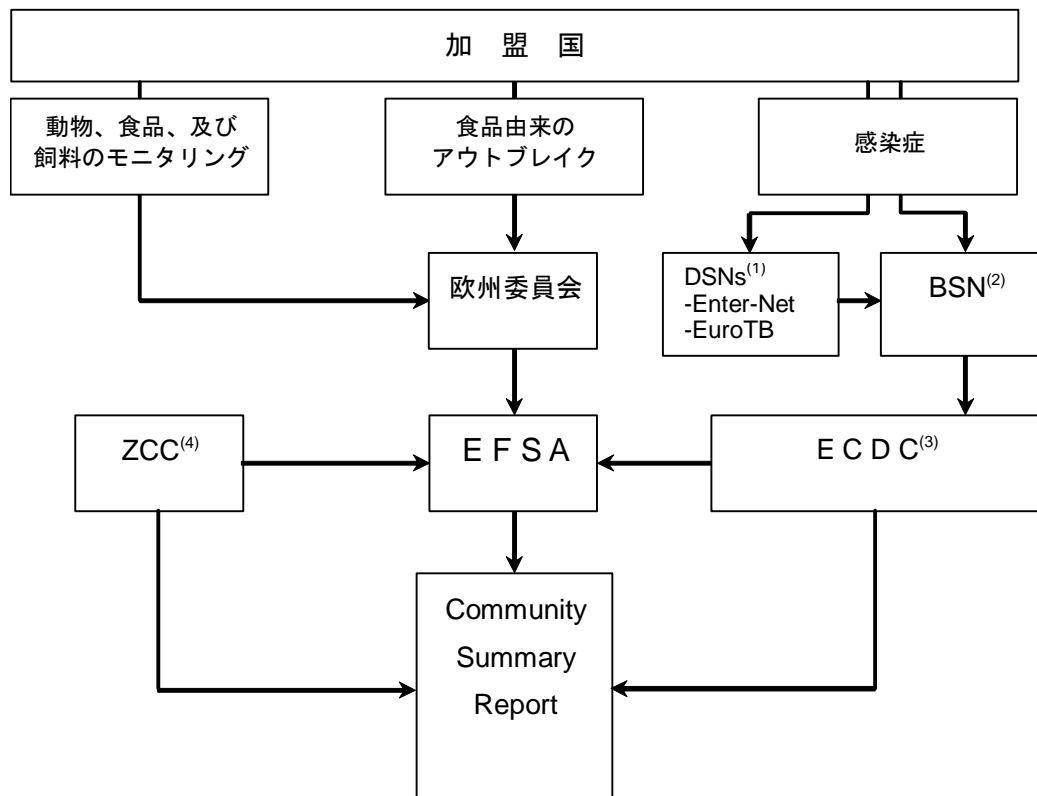 加 盟 国
動物、食品、及び
飼料のモニタリング
食品由来の
アウトブレイク
感染症
欧州委員会
DSNs(1)
-Enter-Net
-EuroTB
BSN(2)
ZCC(4)
E F S A
E C D C(3)
Community
Summary
Report